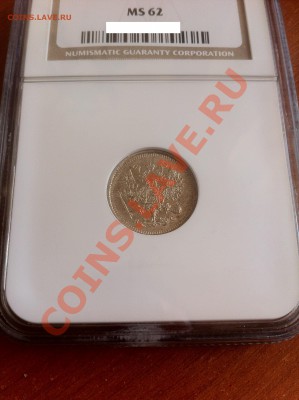 COINS.LAVE.RU
MS 62
NUMISMATIC GUARANTY CORPORATION
COINS.LAVE.RU